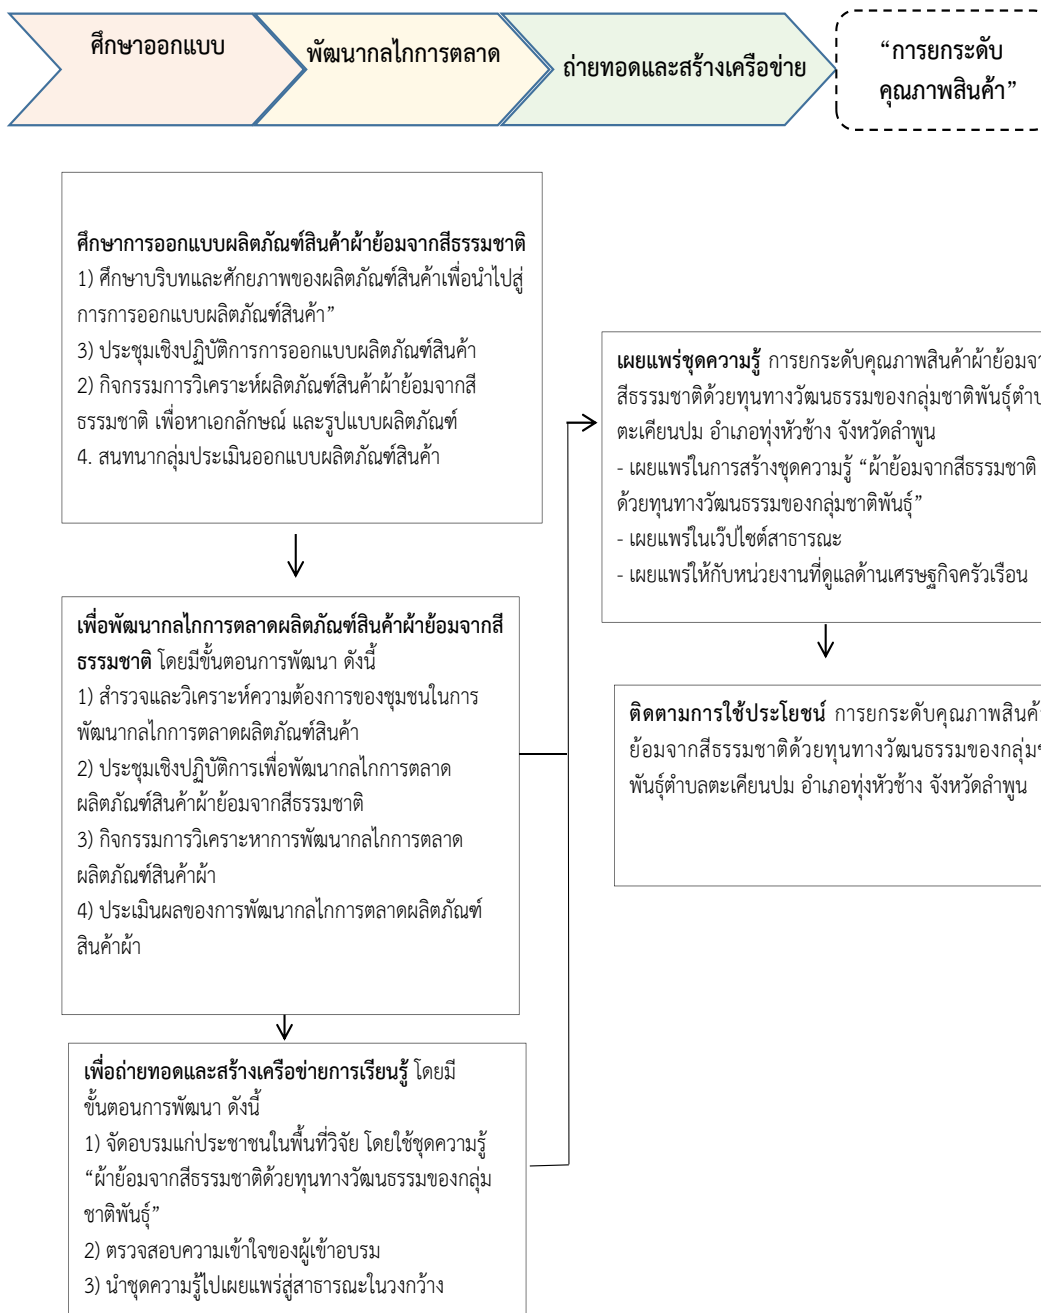 ศึกษาออกแบบ
พัฒนากลไกการตลาด
ถ่ายทอดและสร้างเครือข่าย
“การยกระดับ
คุณภาพสินค้า”
ศึกษาการออกแบบผลิตภัณฑ์สินค้าผ้าย้อมจากสีธรรมชาติ
1) ศึกษาบริบทและศักยภาพของผลิตภัณฑ์สินค้าเพื่อนำไปสู่
การการออกแบบผลิตภัณฑ์สินค้า”
3) ประชุมเชิงปฏิบัติการการออกแบบผลิตภัณฑ์สินค้า
2) กิจกรรมการวิเคราะห์ผลิตภัณฑ์สินค้าผ้าย้อมจากสี
ธรรมชาติ เพื่อหาเอกลักษณ์ และรูปแบบผลิตภัณฑ์
4. สนทนากลุ่มประเมินออกแบบผลิตภัณฑ์สินค้า
เพื่อพัฒนากลไกการตลาดผลิตภัณฑ์สินค้าผ้าย้อมจากสี
ธรรมชาติ โดยมีขั้นตอนการพัฒนา ดังนี้
1) สำรวจและวิเคราะห์ความต้องการของชุมชนในการ
พัฒนากลไกการตลาดผลิตภัณฑ์สินค้า
2) ประชุมเชิงปฏิบัติการเพื่อพัฒนากลไกการตลาด
ผลิตภัณฑ์สินค้าผ้าย้อมจากสีธรรมชาติ
3) กิจกรรมการวิเคราะหาการพัฒนากลไกการตลาด
ผลิตภัณฑ์สินค้าผ้า
4) ประเมินผลของการพัฒนากลไกการตลาดผลิตภัณฑ์
สินค้าผ้า
เพื่อถ่ายทอดและสร้างเครือข่ายการเรียนรู้ โดยมี
ขั้นตอนการพัฒนา ดังนี้
1) จัดอบรมแก่ประชาชนในพื้นที่วิจัย โดยใช้ชุดความรู้
“ผ้าย้อมจากสีธรรมชาติด้วยทุนทางวัฒนธรรมของกลุ่ม
ชาติพันธุ์”
2) ตรวจสอบความเข้าใจของผู้เข้าอบรม
3) นำชุดความรู้ไปเผยแพร่สู่สาธารณะในวงกว้าง
เผยแพร่ชุดความรู้ การยกระดับคุณภาพสินค้าผ้าย้อม
สีธรรมชาติด้วยทุนทางวัฒนธรรมของกลุ่มชาติพันธุ์
ตะเคียนปม อำเภอทุ่งหัวช้าง จังหวัดลำพูน
- เผยแพร่ในการสร้างชุดความรู้ “ผ้าย้อมจากสีธรรมชาติ
ด้วยทุนทางวัฒนธรรมของกลุ่มชาติพันธุ์”
- เผยแพร่ในเว็ปไซต์สาธารณะ
- เผยแพร่ให้กับหน่วยงานที่ดูแลด้านเศรษฐกิจครัวเรือน
ติดตามการใช้ประโยชน์ การยกระดับคุณภาพสินค้า
ย้อมจากสีธรรมชาติด้วยทุนทางวัฒนธรรมของกลุ่ม
พันธุ์ตำบลตะเคียนปม อำเภอทุ่งหัวช้าง จังหวัดลำพูน